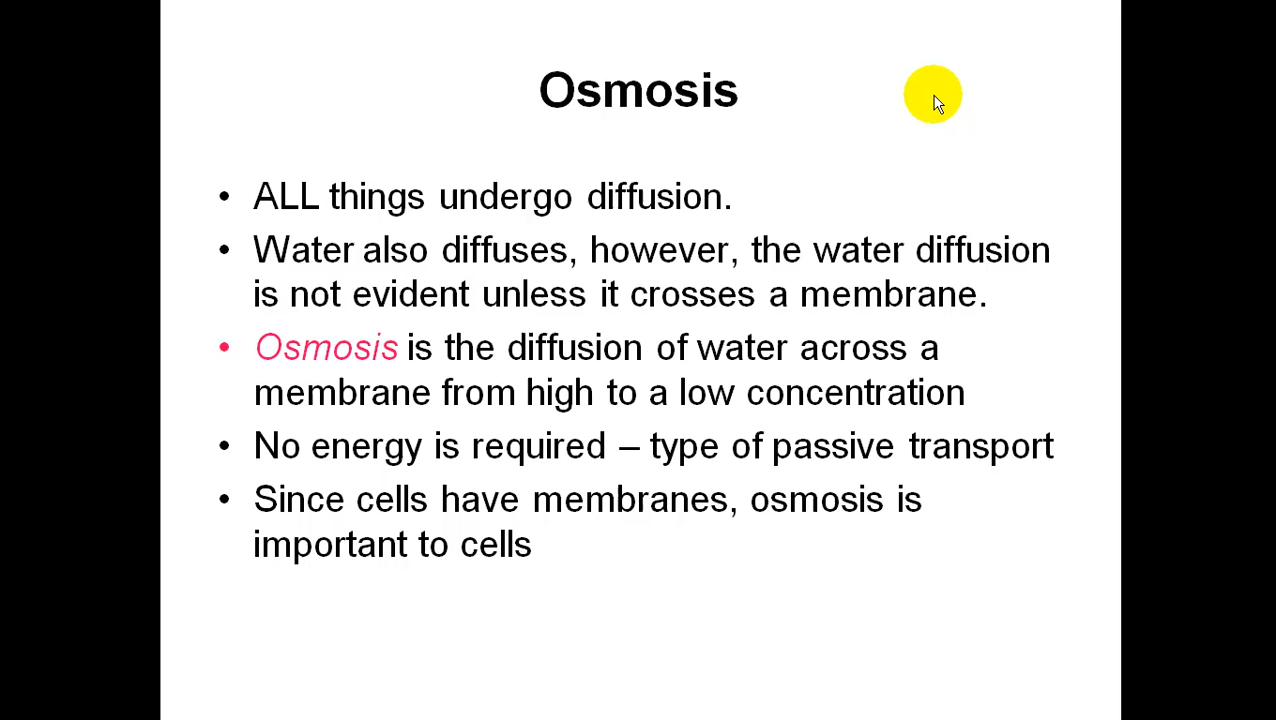 Osmosis
• ALL things undergo diffusion.
• Water also diffuses, however, the water diffusion
is not evident unless it crosses a membrane.
• Osmosis is the diffusion of water across a
membrane from high to a low concentration
• No energy is required – type of passive transport
• Since cells have membranes, osmosis is
important to cells